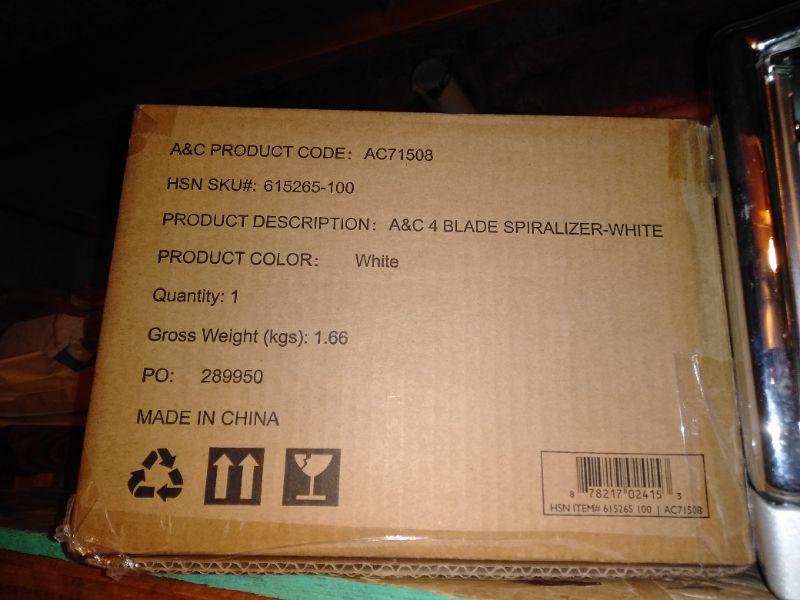 A&C PRODUCT CODE: AC71508
HSN SKU#: 615265-100
PRODUCT DESCRIPTION: A&C 4 BLADE SPIRALIZER-WHITE
PRODUCT COLOR: White
Quantity: 1
Gross Weight (kgs): 1.66
PO: 289950
MADE IN CHINA
8 78217 02415 3
HSN ITEM# 615265 100 | AC71508